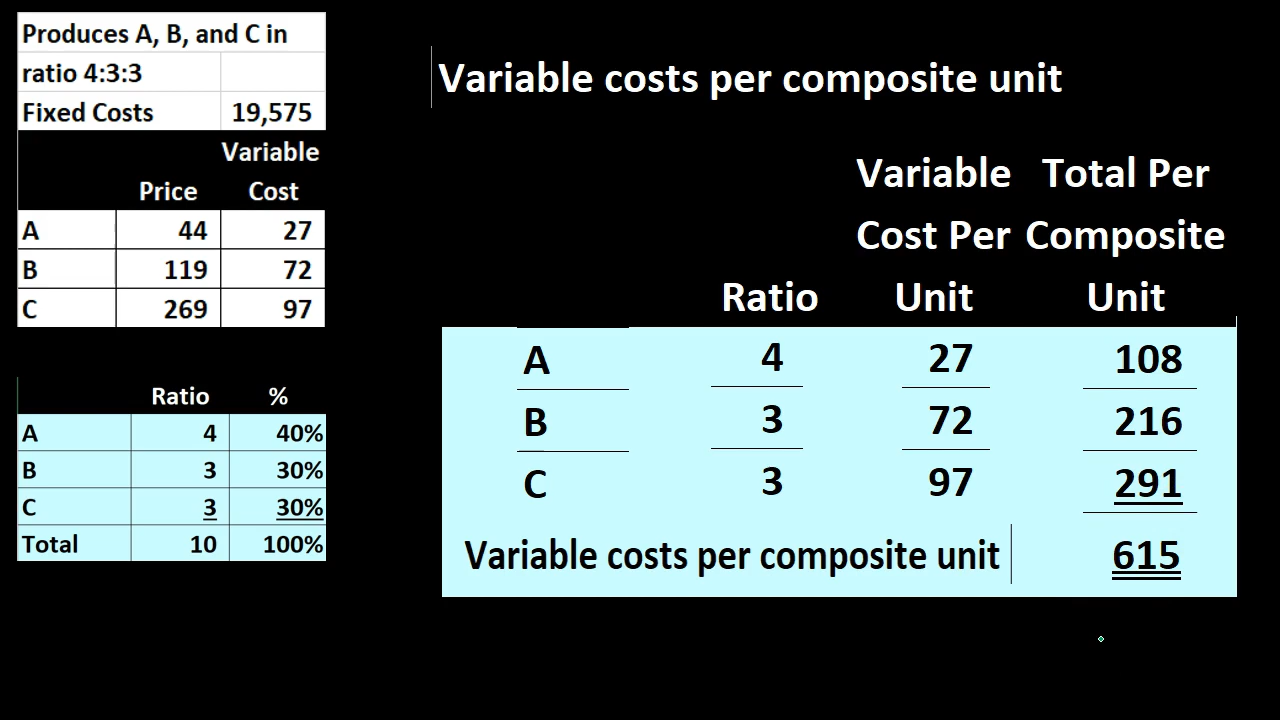 Produces A, B, and C in
ratio 4:3:3
Fixed Costs 19,575
Variable
Price Cost
A 44 27
B 119 72
C 269 97
Ratio %
A 4 40%
B 3 30%
C 3 30%
Total 10 100%
Variable costs per composite unit
Variable Total Per
Cost Per Composite
Ratio Unit Unit
A 4 27 108
B 3 72 216
C 3 97 291
Variable costs per composite unit 615